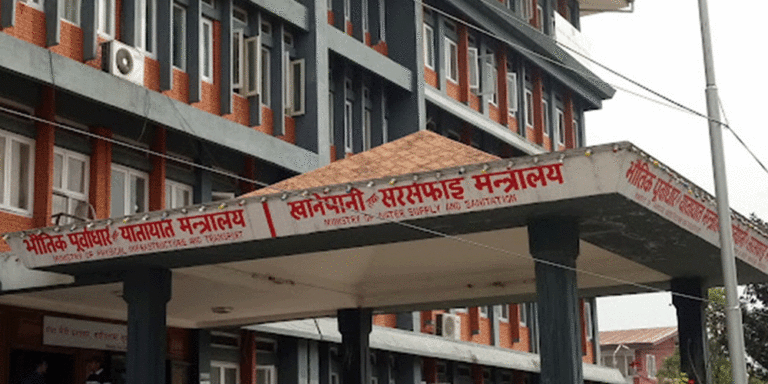 भौतिक पूर्वाधार तथा यातायात मन्त्रालय
MINISTRY OF PHYSICAL INFRASTRUCTURE AND TRANSPORT
खानेपानी तथा सरसफाई मन्त्रालय
MINISTRY OF WATER SUPPLY AND SANITATION
भौतिक पूर्वाधार तथा यातायात